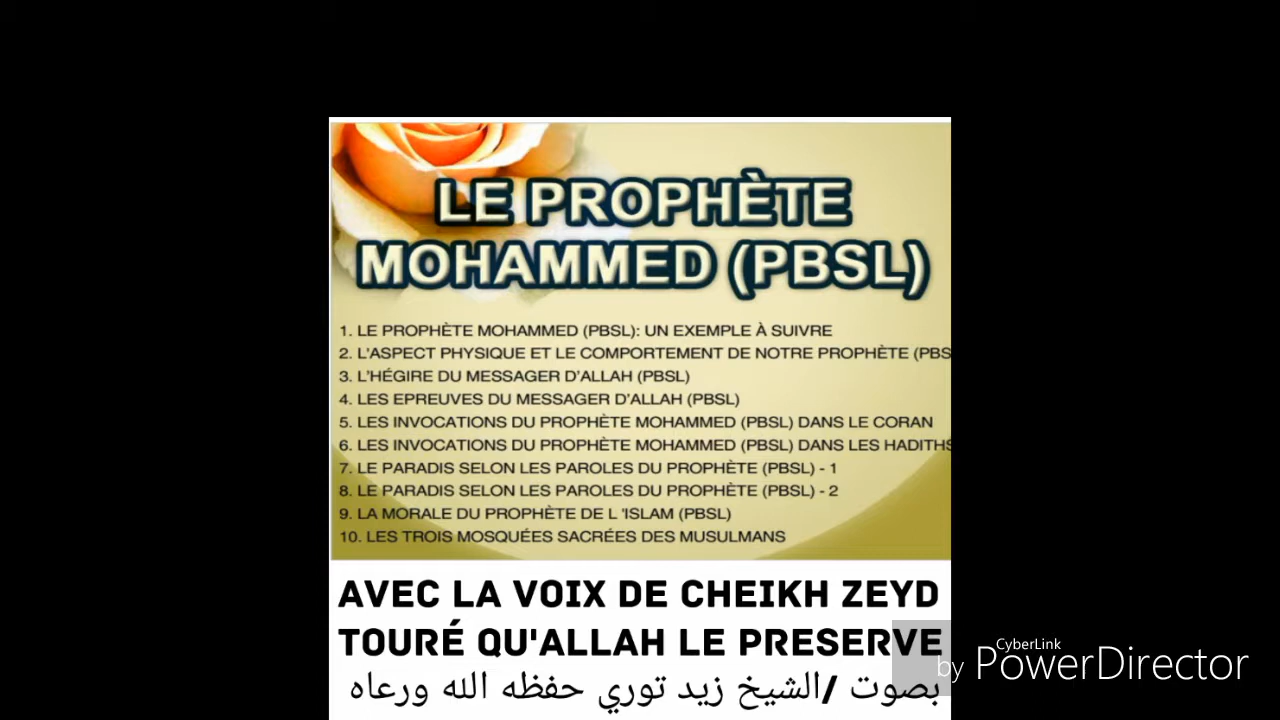 LE PROPHÈTE
MOHAMMED (PBSL)
1. LE PROPHÈTE MOHAMMED (PBSL): UN EXEMPLE À SUIVRE
2. L'ASPECT PHYSIQUE ET LE COMPORTEMENT DE NOTRE PROPHÈTE (PBS
3. L'HÉGIRE DU MESSAGER D'ALLAH (PBSL)
4. LES EPREUVES DU MESSAGER D'ALLAH (PBSL)
5. LES INVOCATIONS DU PROPHÈTE MOHAMMED (PBSL) DANS LE CORAN
6. LES INVOCATIONS DU PROPHÈTE MOHAMMED (PBSL) DANS LES HADITHS
7. LE PARADIS SELON LES PAROLES DU PROPHÈTE (PBSL) - 1
8. LE PARADIS SELON LES PAROLES DU PROPHÈTE (PBSL) - 2
9. LA MORALE DU PROPHÈTE DE L 'ISLAM (PBSL)
10. LES TROIS MOSQUÉES SACRÉES DES MUSULMANS
AVEC LA VOIX DE CHEIKH ZEYD
TOURÉ QU'ALLAH LE PRESERVE
بصوت /الشيخ زيد توري حفظه الله ورعاه
CyberLink
by PowerDirector